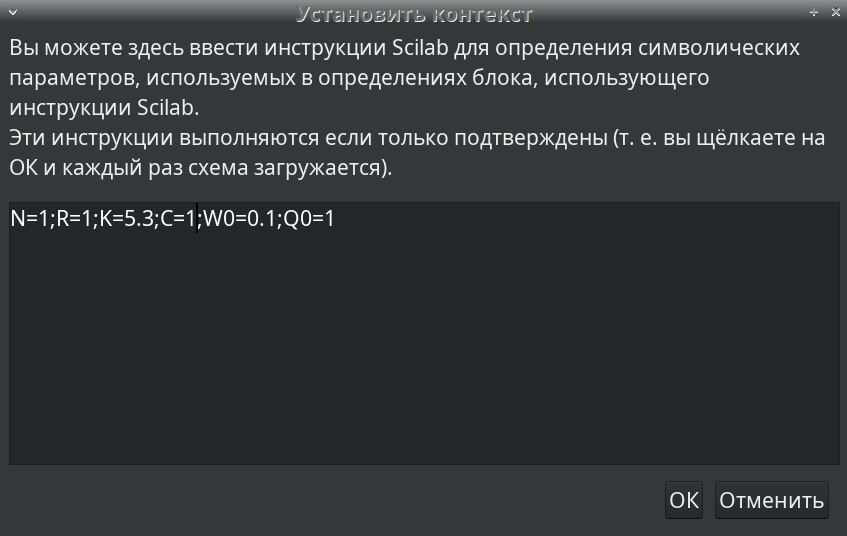 Установить контекст
Вы можете здесь ввести инструкции Scilab для определения символических
параметров, используемых в определениях блока, использующего
инструкции Scilab.
Эти инструкции выполняются если только подтверждены (т. е. вы щёлкаете на
ОК и каждый раз схема загружается).
N=1;R=1;K=5.3;C=1;W0=0.1;Q0=1
ОК Отменить